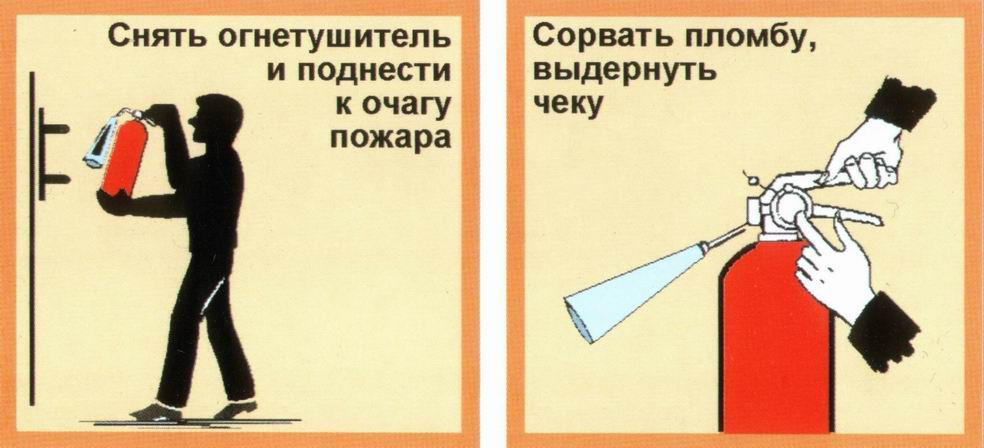 Снять огнетушитель
и поднести
к очагу
пожара
Сорвать пломбу,
выдернуть
чеку